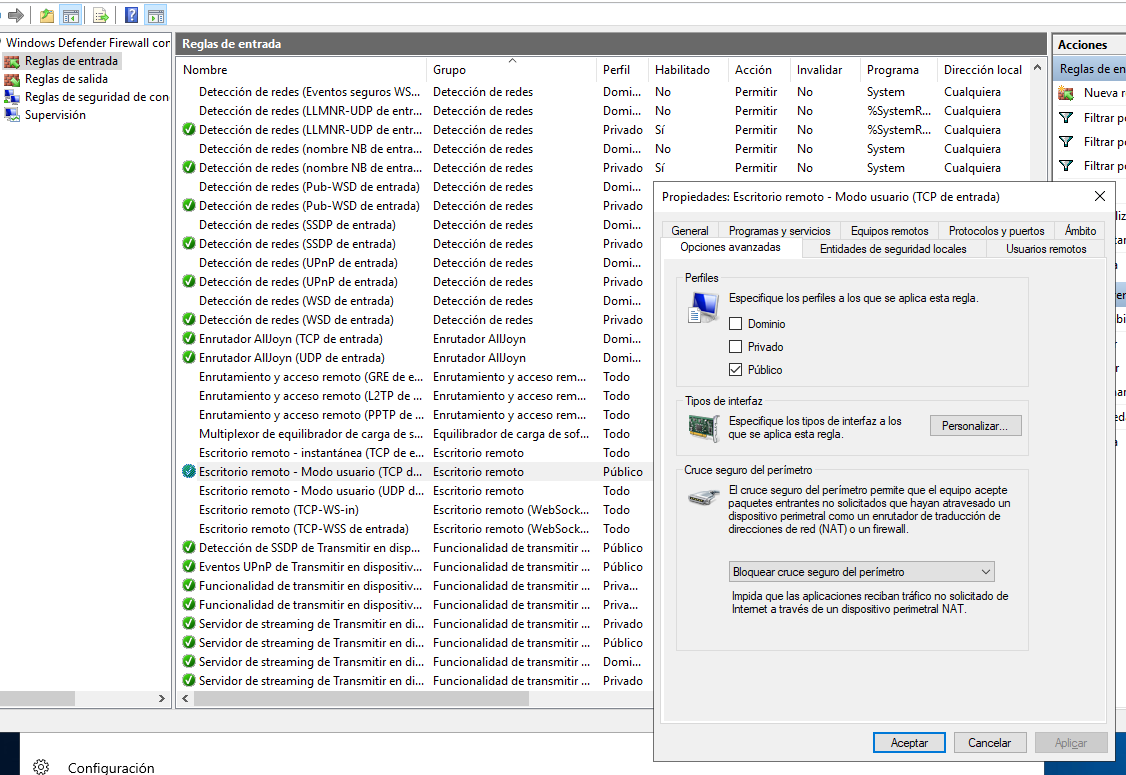 Windows Defender Firewall con
Reglas de entrada
Reglas de salida
Reglas de seguridad de con
Supervisión
Reglas de entrada
Nombre Grupo Perfil Habilitado Acción Invalidar Programa Dirección local
Detección de redes (Eventos seguros WS... Detección de redes Domi... No Permitir No System Cualquiera
Detección de redes (LLMNR-UDP de entr... Detección de redes Domi... No Permitir No %SystemR... Cualquiera
Detección de redes (LLMNR-UDP de entr... Detección de redes Privado Sí Permitir No %SystemR... Cualquiera
Detección de redes (nombre NB de entra... Detección de redes Domi... No Permitir No System Cualquiera
Detección de redes (nombre NB de entra... Detección de redes Privado Sí Permitir No System Cualquiera
Detección de redes (Pub-WSD de entrada) Detección de redes Domi...
Detección de redes (Pub-WSD de entrada) Detección de redes Privado
Detección de redes (SSDP de entrada) Detección de redes Domi...
Detección de redes (SSDP de entrada) Detección de redes Privado
Detección de redes (UPnP de entrada) Detección de redes Domi...
Detección de redes (UPnP de entrada) Detección de redes Privado
Detección de redes (WSD de entrada) Detección de redes Domi...
Detección de redes (WSD de entrada) Detección de redes Privado
Enrutador AllJoyn (TCP de entrada) Enrutador AllJoyn Domi...
Enrutador AllJoyn (UDP de entrada) Enrutador AllJoyn Domi...
Enrutamiento y acceso remoto (GRE de e... Enrutamiento y acceso rem... Todo
Enrutamiento y acceso remoto (L2TP de ... Enrutamiento y acceso rem... Todo
Enrutamiento y acceso remoto (PPTP de ... Enrutamiento y acceso rem... Todo
Multiplexor de equilibrador de carga de s... Equilibrador de carga de sof... Todo
Escritorio remoto - instantánea (TCP de e... Escritorio remoto Todo
Escritorio remoto - Modo usuario (TCP d... Escritorio remoto Público
Escritorio remoto - Modo usuario (UDP d... Escritorio remoto Todo
Escritorio remoto (TCP-WS-in) Escritorio remoto (WebSock... Todo
Escritorio remoto (TCP-WSS de entrada) Escritorio remoto (WebSock... Todo
Detección de SSDP de Transmitir en disp... Funcionalidad de transmitir ... Público
Eventos UPnP de Transmitir en dispositiv... Funcionalidad de transmitir ... Público
Funcionalidad de transmitir en dispositiv... Funcionalidad de transmitir ... Priva...
Funcionalidad de transmitir en dispositiv... Funcionalidad de transmitir ... Priva...
Servidor de streaming de Transmitir en di... Funcionalidad de transmitir ... Privado
Servidor de streaming de Transmitir en di... Funcionalidad de transmitir ... Público
Servidor de streaming de Transmitir en di... Funcionalidad de transmitir ... Domi...
Servidor de streaming de Transmitir en di... Funcionalidad de transmitir ... Privado
Acciones
Reglas de en
Nueva r
Filtrar po
Filtrar po
Filtrar po
Propiedades: Escritorio remoto - Modo usuario (TCP de entrada)
General Programas y servicios Equipos remotos Protocolos y puertos Ámbito
Opciones avanzadas Entidades de seguridad locales Usuarios remotos
Perfiles
Especifique los perfiles a los que se aplica esta regla.
Dominio
Privado
Público
Tipos de interfaz
Especifique los tipos de interfaz a los
que se aplica esta regla.
Personalizar...
Cruce seguro del perímetro
El cruce seguro del perímetro permite que el equipo acepte
paquetes entrantes no solicitados que hayan atravesado un
dispositivo perimetral como un enrutador de traducción de
direcciones de red (NAT) o un firewall.
Bloquear cruce seguro del perímetro
Impida que las aplicaciones reciban tráfico no solicitado de
Internet a través de un dispositivo perimetral NAT.
Aceptar Cancelar Aplicar
Configuración